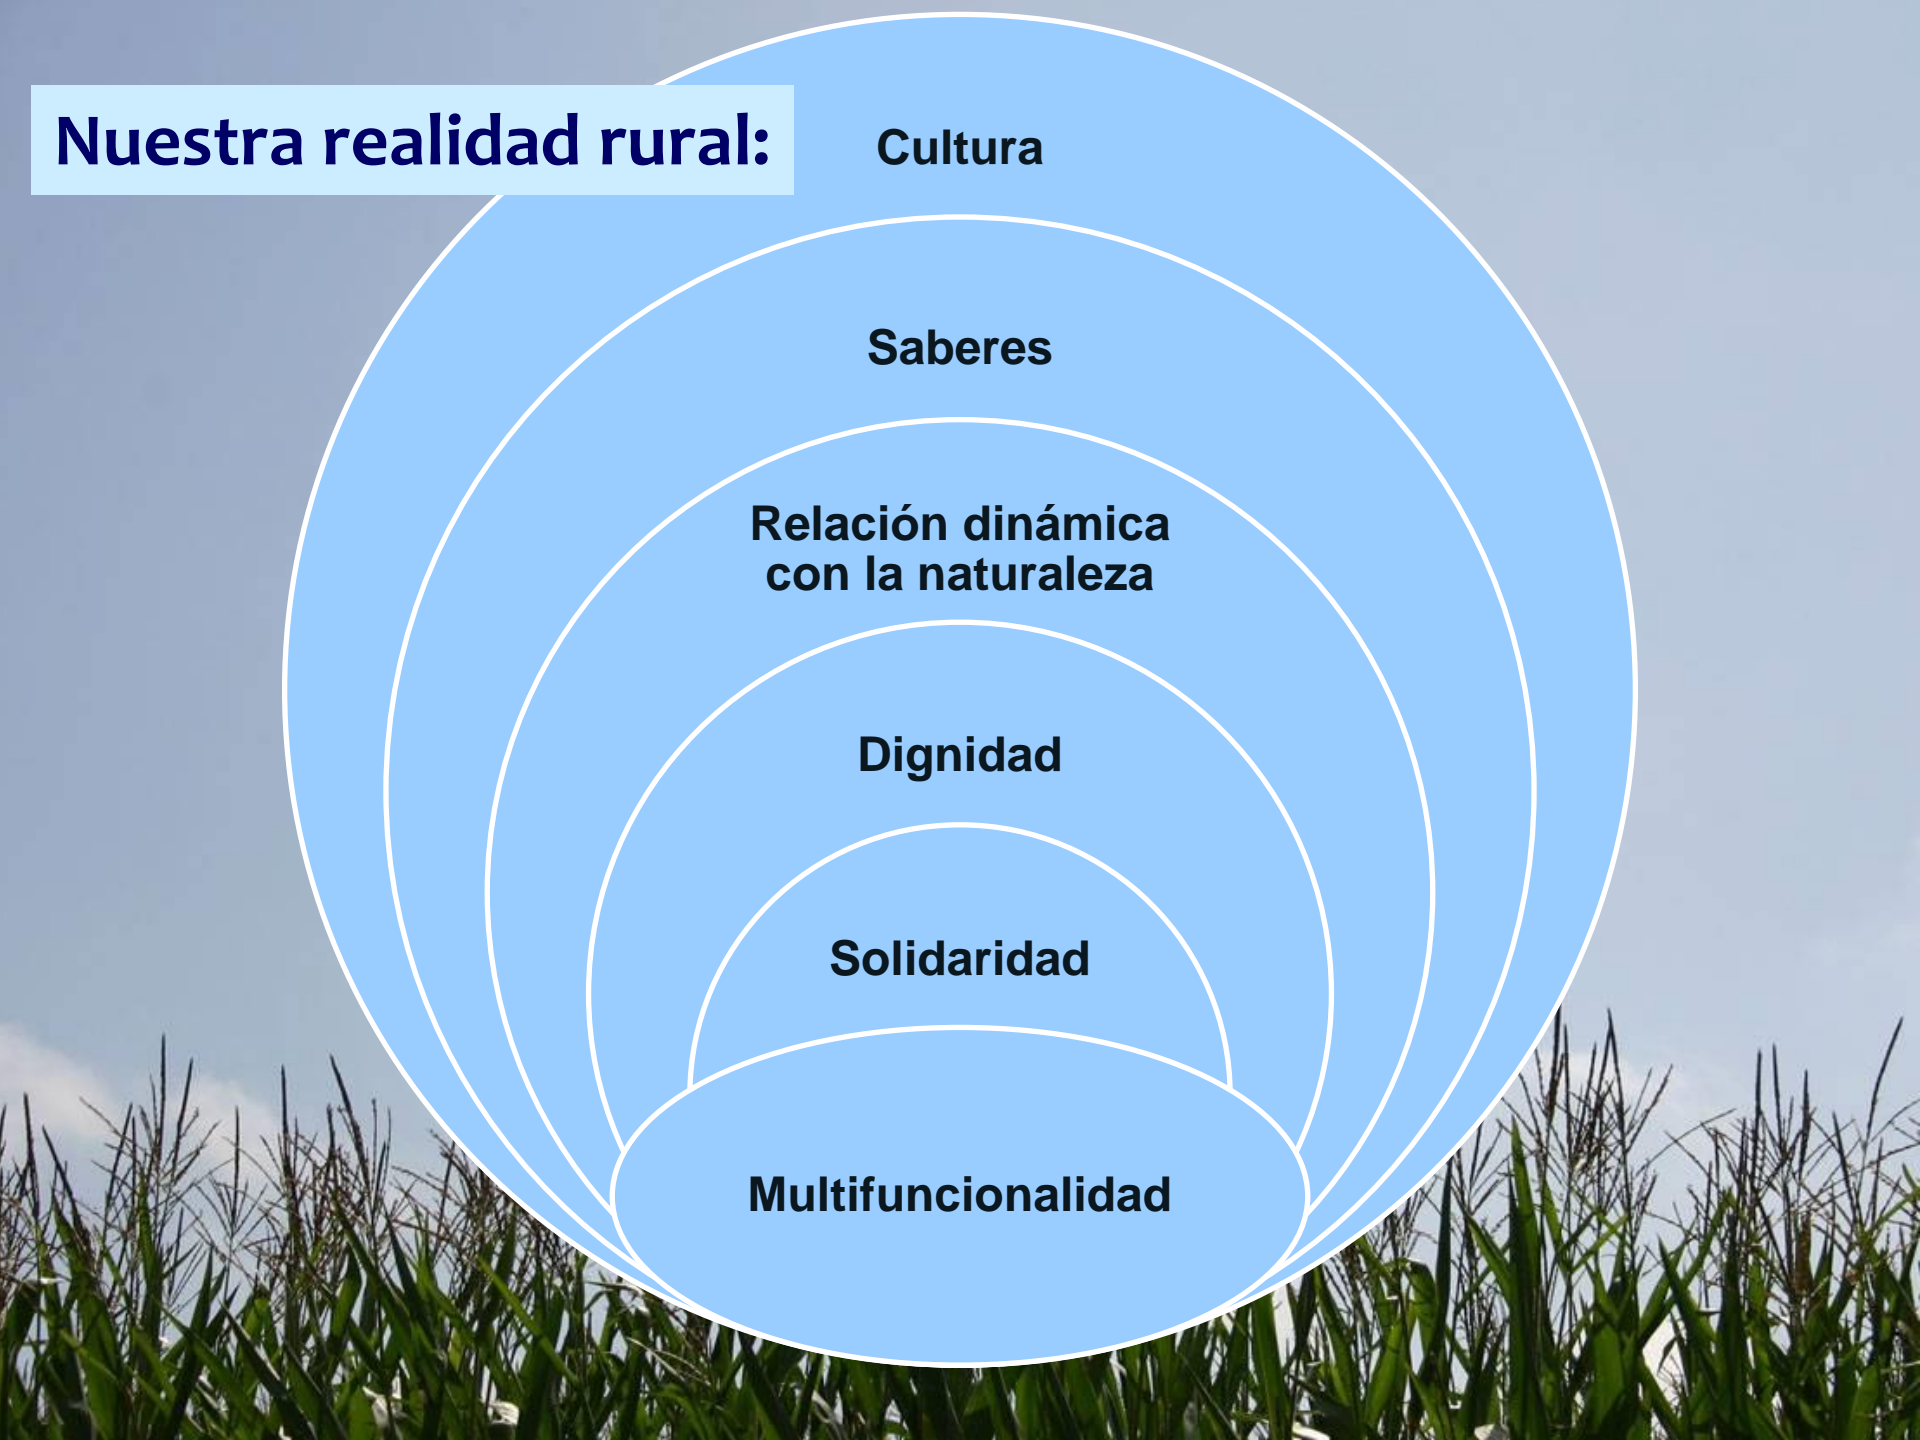 Nuestra realidad rural:
Cultura
Saberes
Relación dinámica
con la naturaleza
Dignidad
Solidaridad
Multifuncionalidad